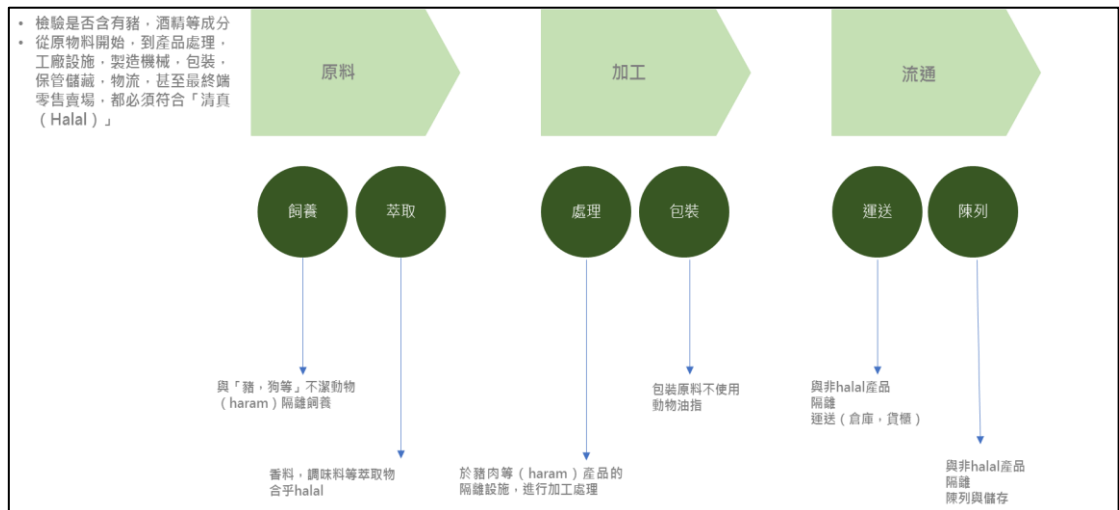 • 檢驗是否含有豬，酒精等成分
• 從原物料開始，到產品處理，
工廠設施，製造機械，包裝，
保管儲藏，物流，甚至最終端
零售賣場，都必須符合「清真
（Halal）」
原料
加工
流通
飼養
萃取
處理
包裝
運送
陳列
與「豬，狗等」不潔動物
（haram）隔離飼養
包裝原料不使用
動物油指
與非halal產品
隔離
運送（倉庫，貨櫃）
香料，調味料等萃取物
合乎halal
於豬肉等（haram）產品的
隔離設施，進行加工處理
與非halal產品
隔離
陳列與儲存